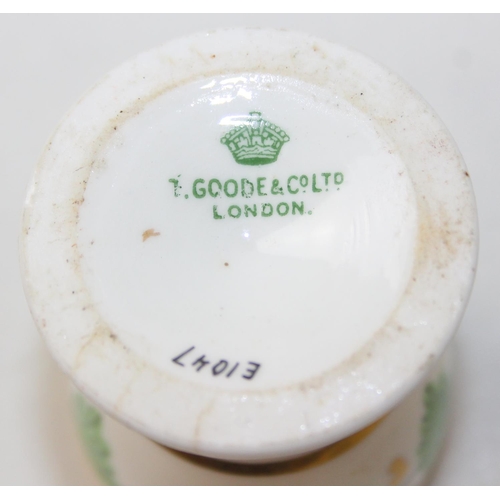 T. GOODE & Co LTD
LONDON.
E1047